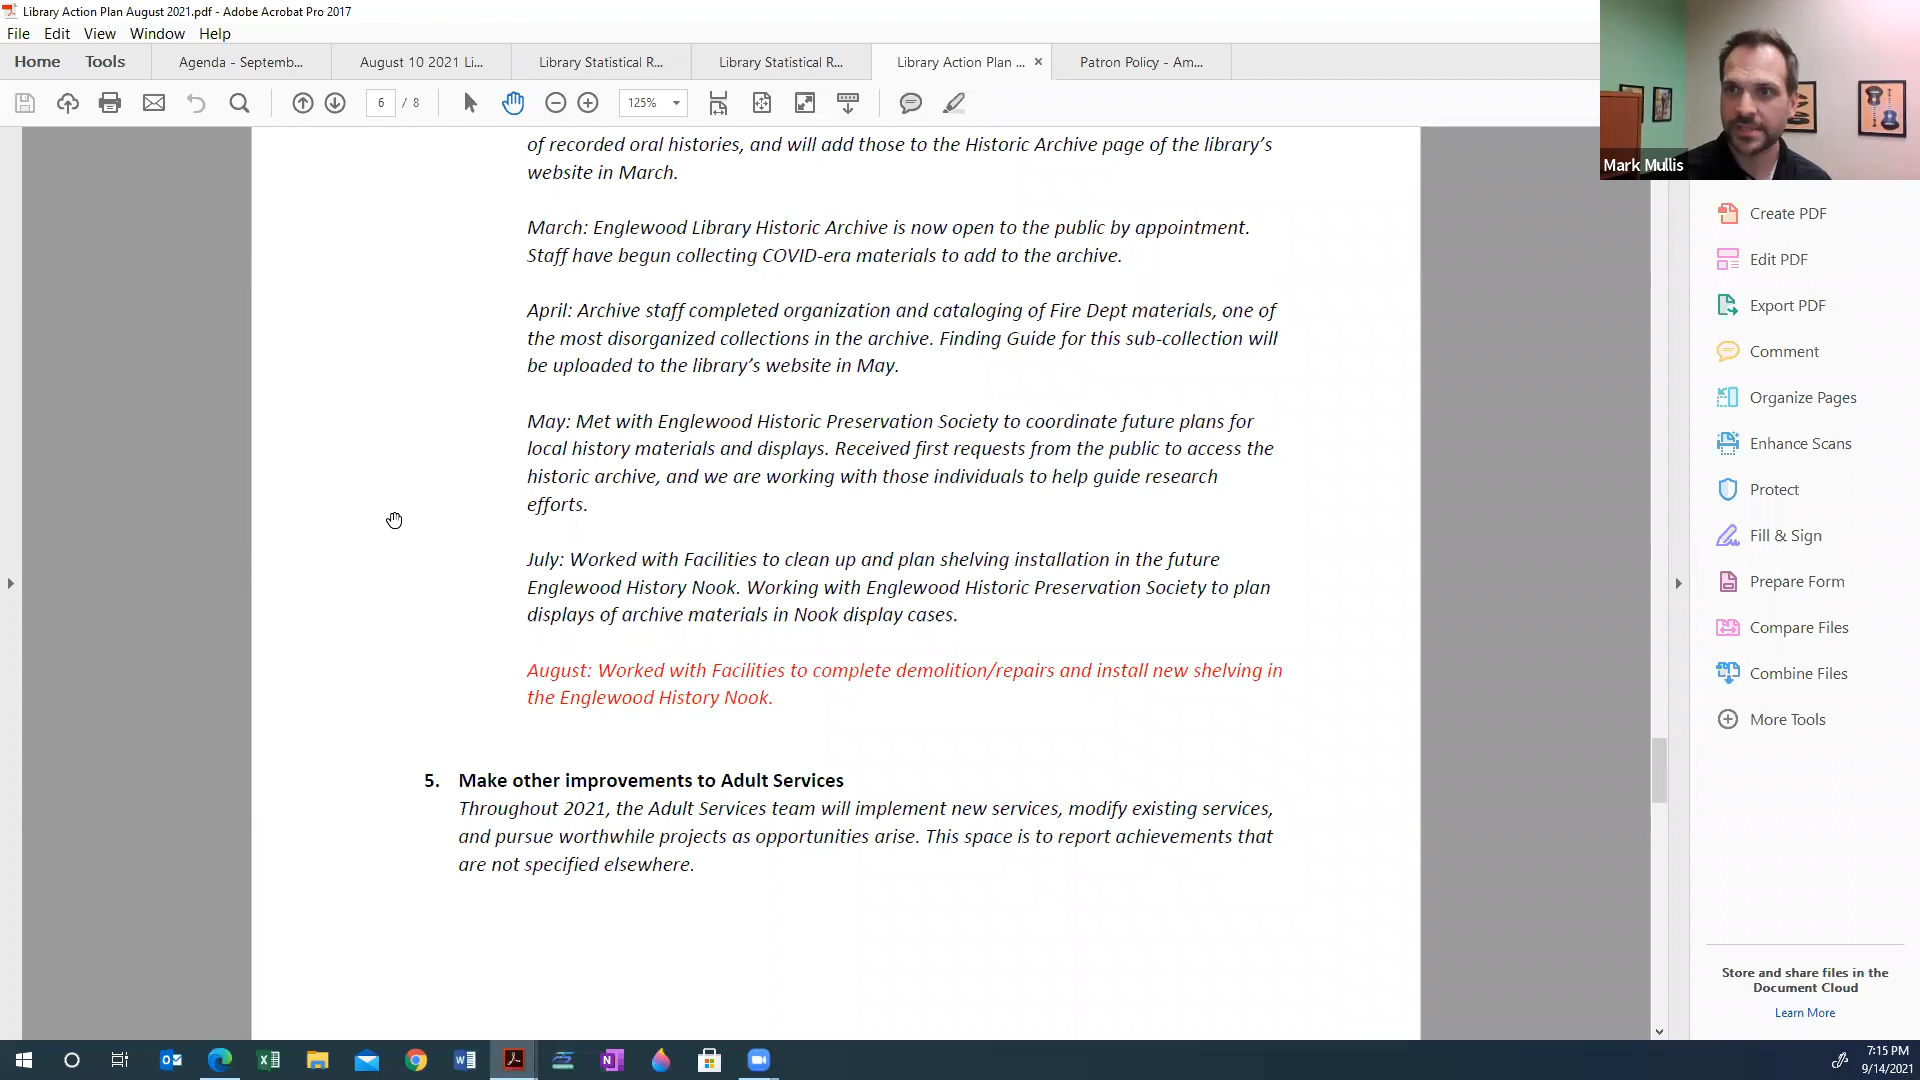 Library Action Plan August 2021.pdf - Adobe Acrobat Pro 2017
File Edit View Window Help
Home Tools Agenda - Septemb... August 10 2021 Li... Library Statistical R... Library Statistical R... Library Action Plan ... × Patron Policy - Am...
6 / 8 125%
Mark Mullis
of recorded oral histories, and will add those to the Historic Archive page of the library's
website in March.
March: Englewood Library Historic Archive is now open to the public by appointment.
Staff have begun collecting COVID-era materials to add to the archive.
April: Archive staff completed organization and cataloging of Fire Dept materials, one of
the most disorganized collections in the archive. Finding Guide for this sub-collection will
be uploaded to the library's website in May.
May: Met with Englewood Historic Preservation Society to coordinate future plans for
local history materials and displays. Received first requests from the public to access the
historic archive, and we are working with those individuals to help guide research
efforts.
July: Worked with Facilities to clean up and plan shelving installation in the future
Englewood History Nook. Working with Englewood Historic Preservation Society to plan
displays of archive materials in Nook display cases.
August: Worked with Facilities to complete demolition/repairs and install new shelving in
the Englewood History Nook.
5. Make other improvements to Adult Services
Throughout 2021, the Adult Services team will implement new services, modify existing services,
and pursue worthwhile projects as opportunities arise. This space is to report achievements that
are not specified elsewhere.
Create PDF
Edit PDF
Export PDF
Comment
Organize Pages
Enhance Scans
Protect
Fill & Sign
Prepare Form
Compare Files
Combine Files
More Tools
Store and share files in the
Document Cloud
Learn More
7:15 PM
9/14/2021